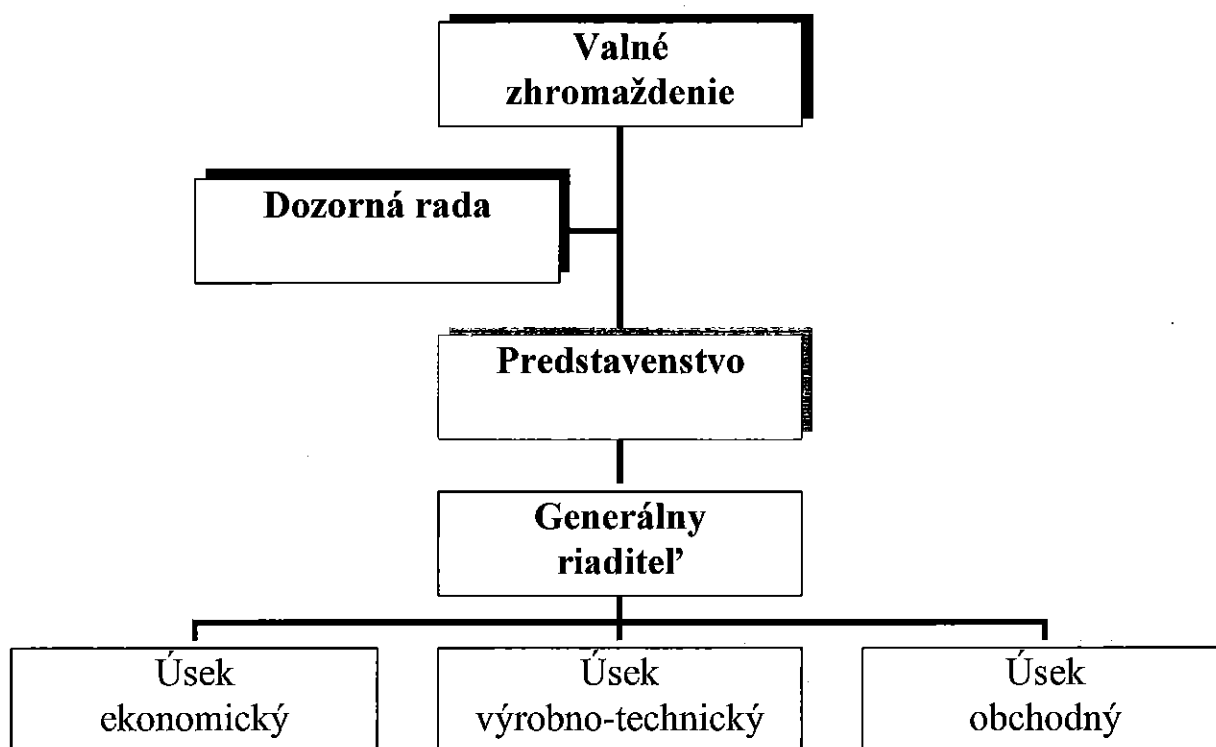 Valné
zhromaždenie
Dozorná rada
Predstavenstvo
Generálny
riaditeľ
Úsek
ekonomický
Úsek
výrobno-technický
Úsek
obchodný